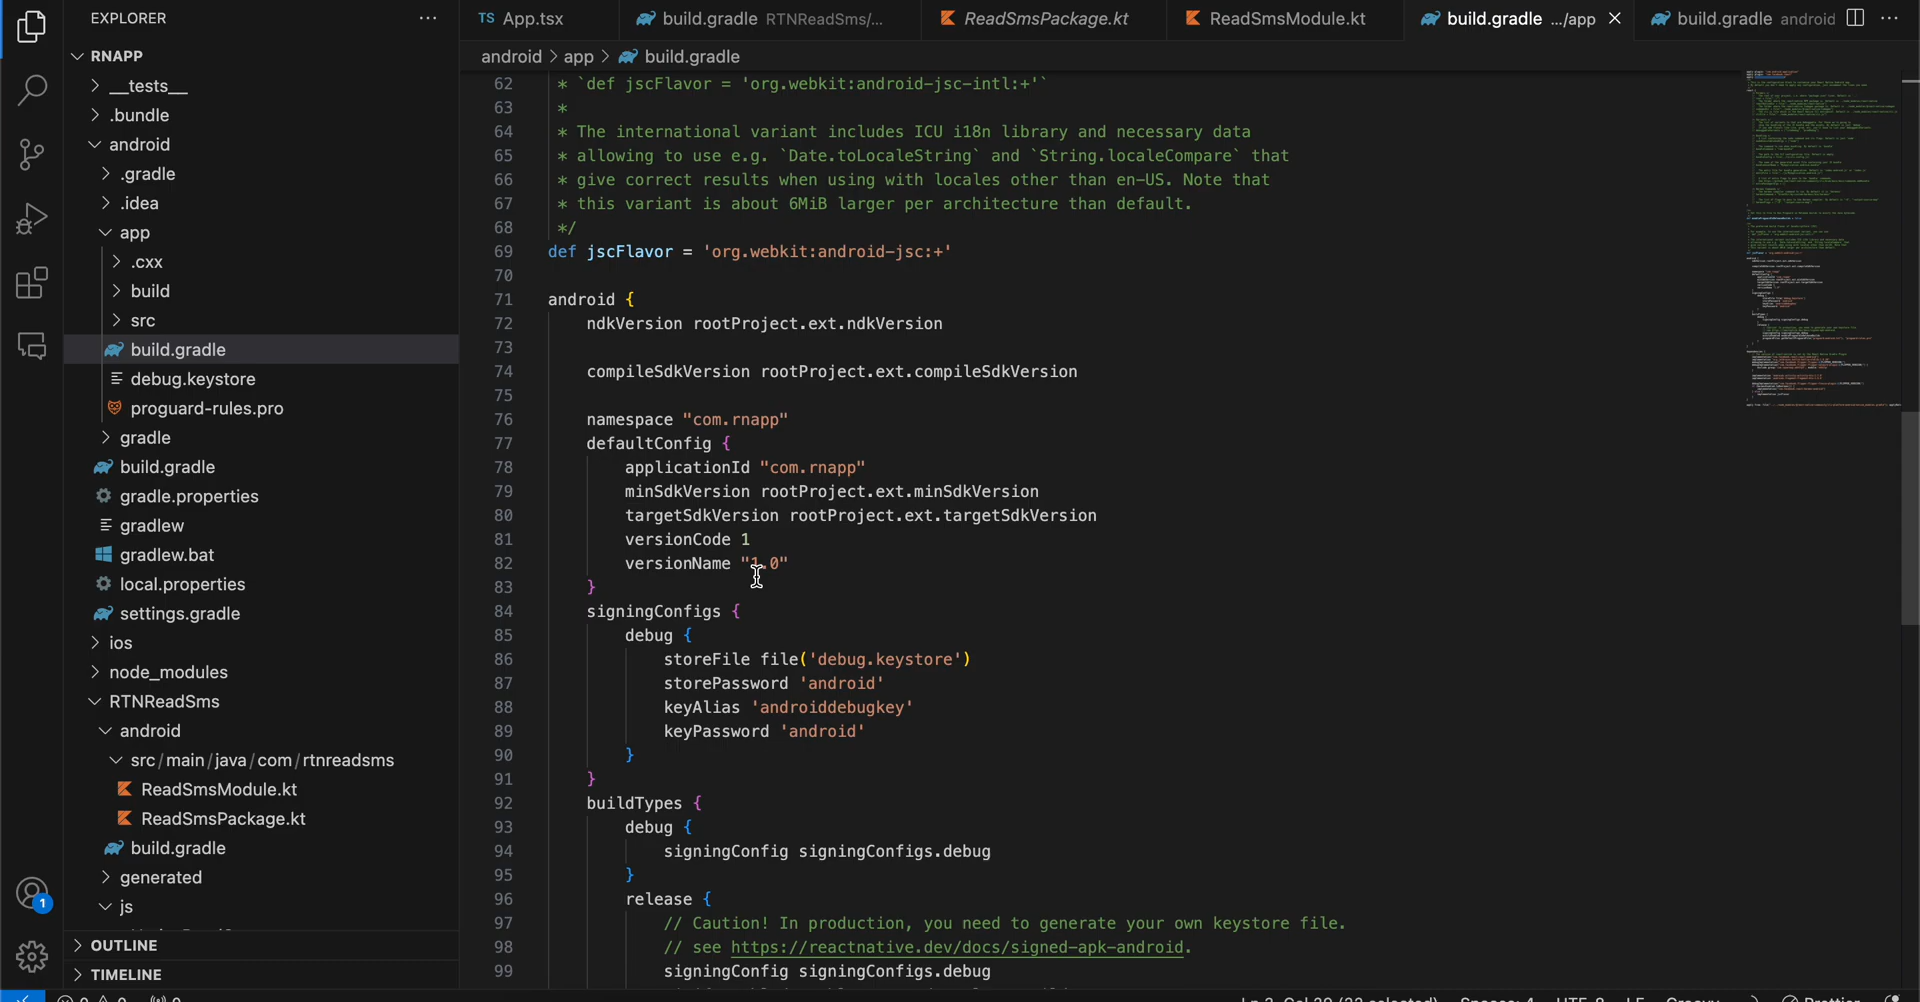 EXPLORER
RNAPP
__tests__
.bundle
android
.gradle
.idea
app
.cxx
build
src
build.gradle
debug.keystore
proguard-rules.pro
gradle
build.gradle
gradle.properties
gradlew
gradlew.bat
local.properties
settings.gradle
ios
node_modules
RTNReadSms
android
src/main/java/com/rtnreadsms
ReadSmsModule.kt
ReadSmsPackage.kt
build.gradle
generated
js
OUTLINE
TIMELINE
1
TS App.tsx
build.gradle RTNReadSms/...
ReadSmsPackage.kt
ReadSmsModule.kt
build.gradle .../app
build.gradle android
android > app > build.gradle
62 * `def jscFlavor = 'org.webkit:android-jsc-intl:+'`
63 *
64 * The international variant includes ICU i18n library and necessary data
65 * allowing to use e.g. `Date.toLocaleString` and `String.localeCompare` that
66 * give correct results when using with locales other than en-US. Note that
67 * this variant is about 6MiB larger per architecture than default.
68 */
69 def jscFlavor = 'org.webkit:android-jsc:+'
70
71 android {
72 ndkVersion rootProject.ext.ndkVersion
73
74 compileSdkVersion rootProject.ext.compileSdkVersion
75
76 namespace "com.rnapp"
77 defaultConfig {
78 applicationId "com.rnapp"
79 minSdkVersion rootProject.ext.minSdkVersion
80 targetSdkVersion rootProject.ext.targetSdkVersion
81 versionCode 1
82 versionName "1.0"
83 }
84 signingConfigs {
85 debug {
86 storeFile file('debug.keystore')
87 storePassword 'android'
88 keyAlias 'androiddebugkey'
89 keyPassword 'android'
90 }
91 }
92 buildTypes {
93 debug {
94 signingConfig signingConfigs.debug
95 }
96 release {
97 // Caution! In production, you need to generate your own keystore file.
98 // see https://reactnative.dev/docs/signed-apk-android.
99 signingConfig signingConfigs.debug